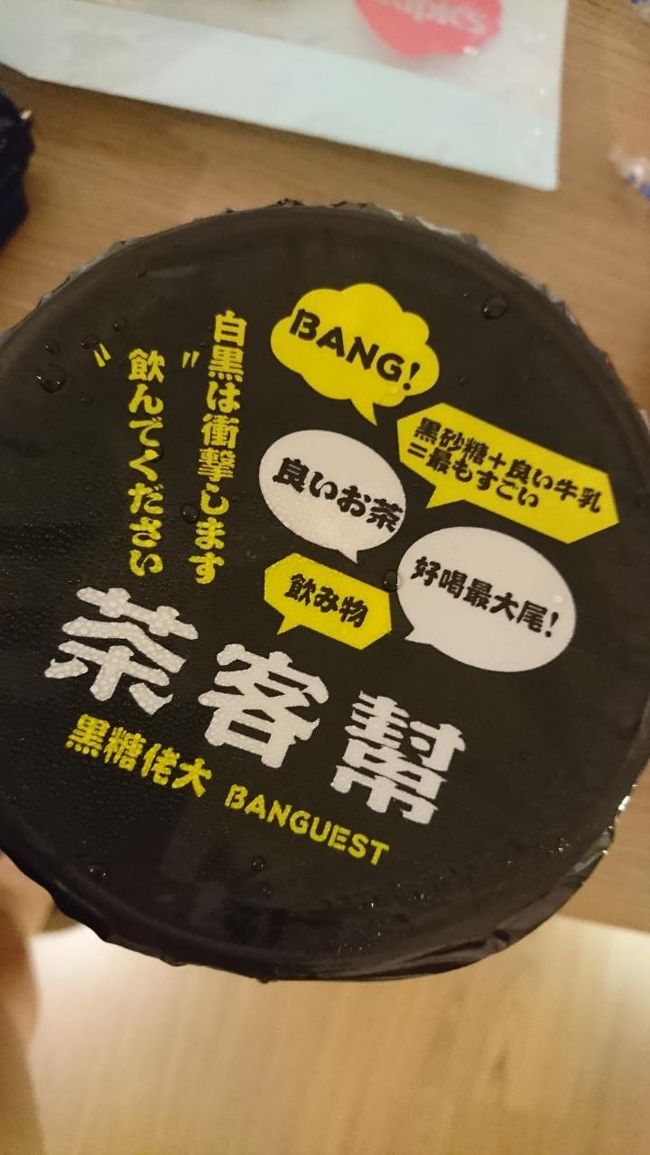 BANG!
黒砂糖+良い牛乳
=最もすごい
良いお茶
好喝最大尾!
飲み物
白黒は衝撃します
"飲んでください"
茶客幇
黒糖佬大 BANGUEST